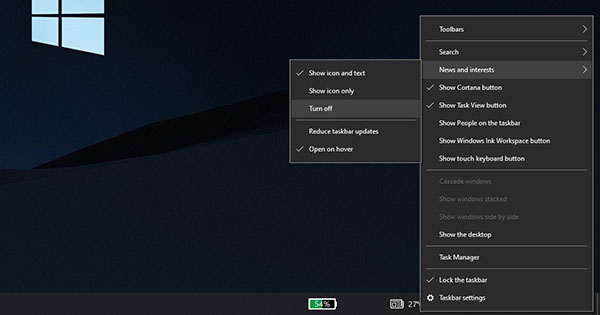 Toolbars
Search
News and interests
Show Cortana button
Show Task View button
Show People on the taskbar
Show Windows Ink Workspace button
Show touch keyboard button
Cascade windows
Show windows stacked
Show windows side by side
Show the desktop
Task Manager
Lock the taskbar
Taskbar settings
Show icon and text
Show icon only
Turn off
Reduce taskbar updates
Open on hover
54%
27°